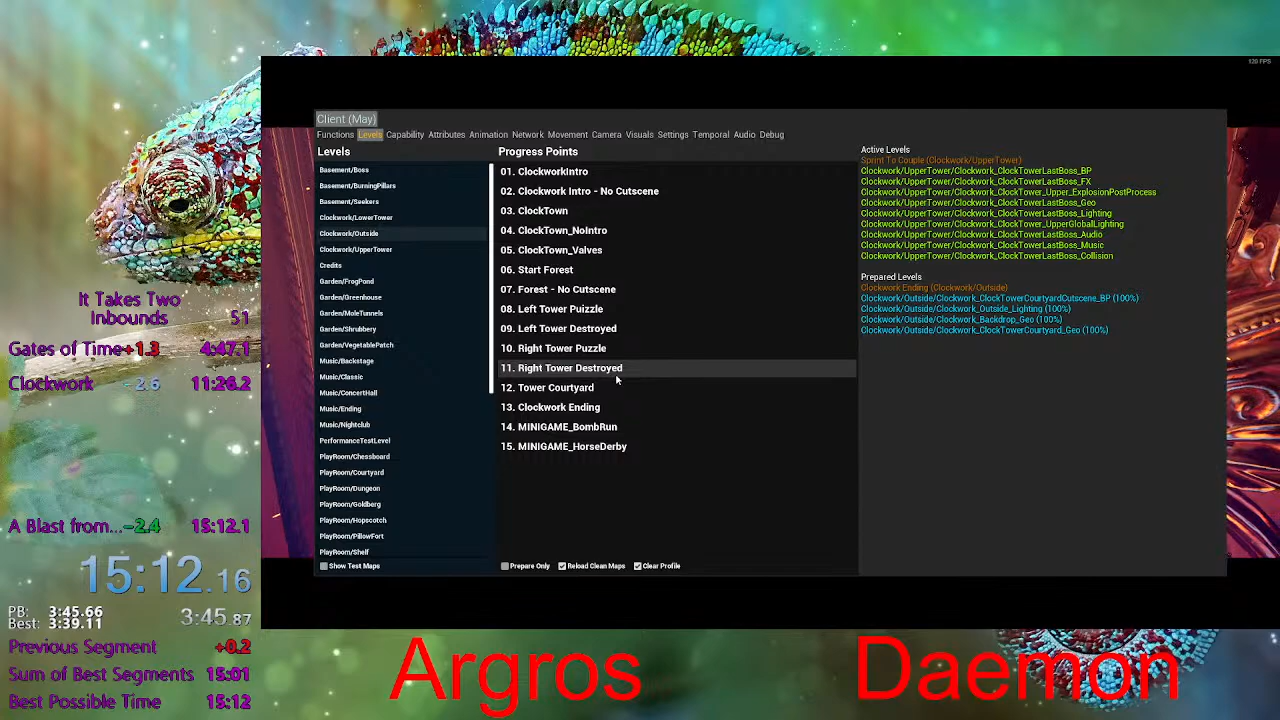 120 FPS
Client (May)
Functions Levels Capability Attributes Animation Network Movement Camera Visuals Settings Temporal Audio Debug
Levels
Basement/Boss
Basement/BurningPillars
Basement/Seekers
Clockwork/LowerTower
Clockwork/Outside
Clockwork/UpperTower
Credits
Garden/FrogPond
Garden/Greenhouse
Garden/MoleTunnels
Garden/Shrubbery
Garden/VegetablePatch
Music/Backstage
Music/Classic
Music/ConcertHall
Music/Ending
Music/Nightclub
PerformanceTestLevel
PlayRoom/Chessboard
PlayRoom/Courtyard
PlayRoom/Dungeon
PlayRoom/Goldberg
PlayRoom/Hopscotch
PlayRoom/PillowFort
PlayRoom/Shelf
Show Test Maps
Progress Points
01. ClockworkIntro
02. Clockwork Intro - No Cutscene
03. ClockTown
04. ClockTown_NoIntro
05. ClockTown_Valves
06. Start Forest
07. Forest - No Cutscene
08. Left Tower Puizzle
09. Left Tower Destroyed
10. Right Tower Puzzle
11. Right Tower Destroyed
12. Tower Courtyard
13. Clockwork Ending
14. MINIGAME_BombRun
15. MINIGAME_HorseDerby
Prepare Only Reload Clean Maps Clear Profile
Active Levels
Sprint To Couple (Clockwork/UpperTower)
Clockwork/UpperTower/Clockwork_ClockTowerLastBoss_BP
Clockwork/UpperTower/Clockwork_ClockTowerLastBoss_FX
Clockwork/UpperTower/Clockwork_ClockTower_Upper_ExplosionPostProcess
Clockwork/UpperTower/Clockwork_ClockTowerLastBoss_Geo
Clockwork/UpperTower/Clockwork_ClockTowerLastBoss_Lighting
Clockwork/UpperTower/Clockwork_ClockTower_UpperGlobalLighting
Clockwork/UpperTower/Clockwork_ClockTowerLastBoss_Audio
Clockwork/UpperTower/Clockwork_ClockTowerLastBoss_Music
Clockwork/UpperTower/Clockwork_ClockTowerLastBoss_Collision
Prepared Levels
Clockwork Ending (Clockwork/Outside)
Clockwork/Outside/Clockwork_ClockTowerCourtyardCutscene_BP (100%)
Clockwork/Outside/Clockwork_Outside_Lighting (100%)
Clockwork/Outside/Clockwork_Backdrop_Geo (100%)
Clockwork/Outside/Clockwork_ClockTowerCourtyard_Geo (100%)
It Takes Two
Inbounds 51
Gates of Time +1.3 4:47.1
Clockwork -2.6 11:26.2
A Blast from... -2.4 15:12.1
15:12.16
PB: 3:45.66
Best: 3:39.11
3:45.87
Previous Segment +0.2
Sum of Best Segments 15:01
Best Possible Time 15:12
Argros Daemon